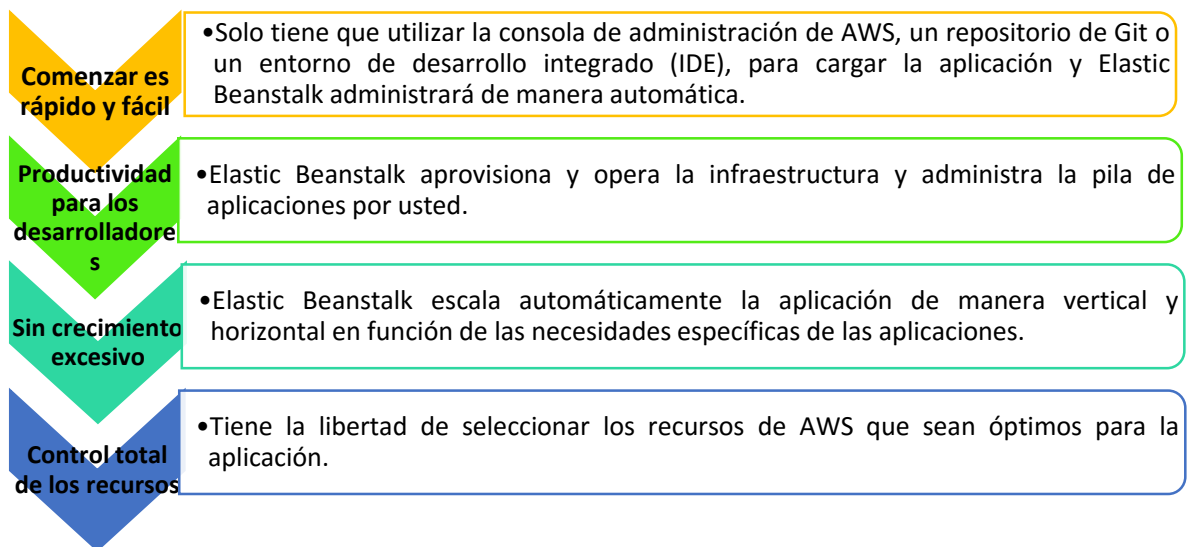 Comenzar es
rápido y fácil
•Solo tiene que utilizar la consola de administración de AWS, un repositorio de Git o
un entorno de desarrollo integrado (IDE), para cargar la aplicación y Elastic
Beanstalk administrará de manera automática.
Productividad
para los
desarrolladore
s
•Elastic Beanstalk aprovisiona y opera la infraestructura y administra la pila de
aplicaciones por usted.
Sin crecimiento
excesivo
•Elastic Beanstalk escala automáticamente la aplicación de manera vertical y
horizontal en función de las necesidades específicas de las aplicaciones.
Control total
de los recursos
•Tiene la libertad de seleccionar los recursos de AWS que sean óptimos para la
aplicación.